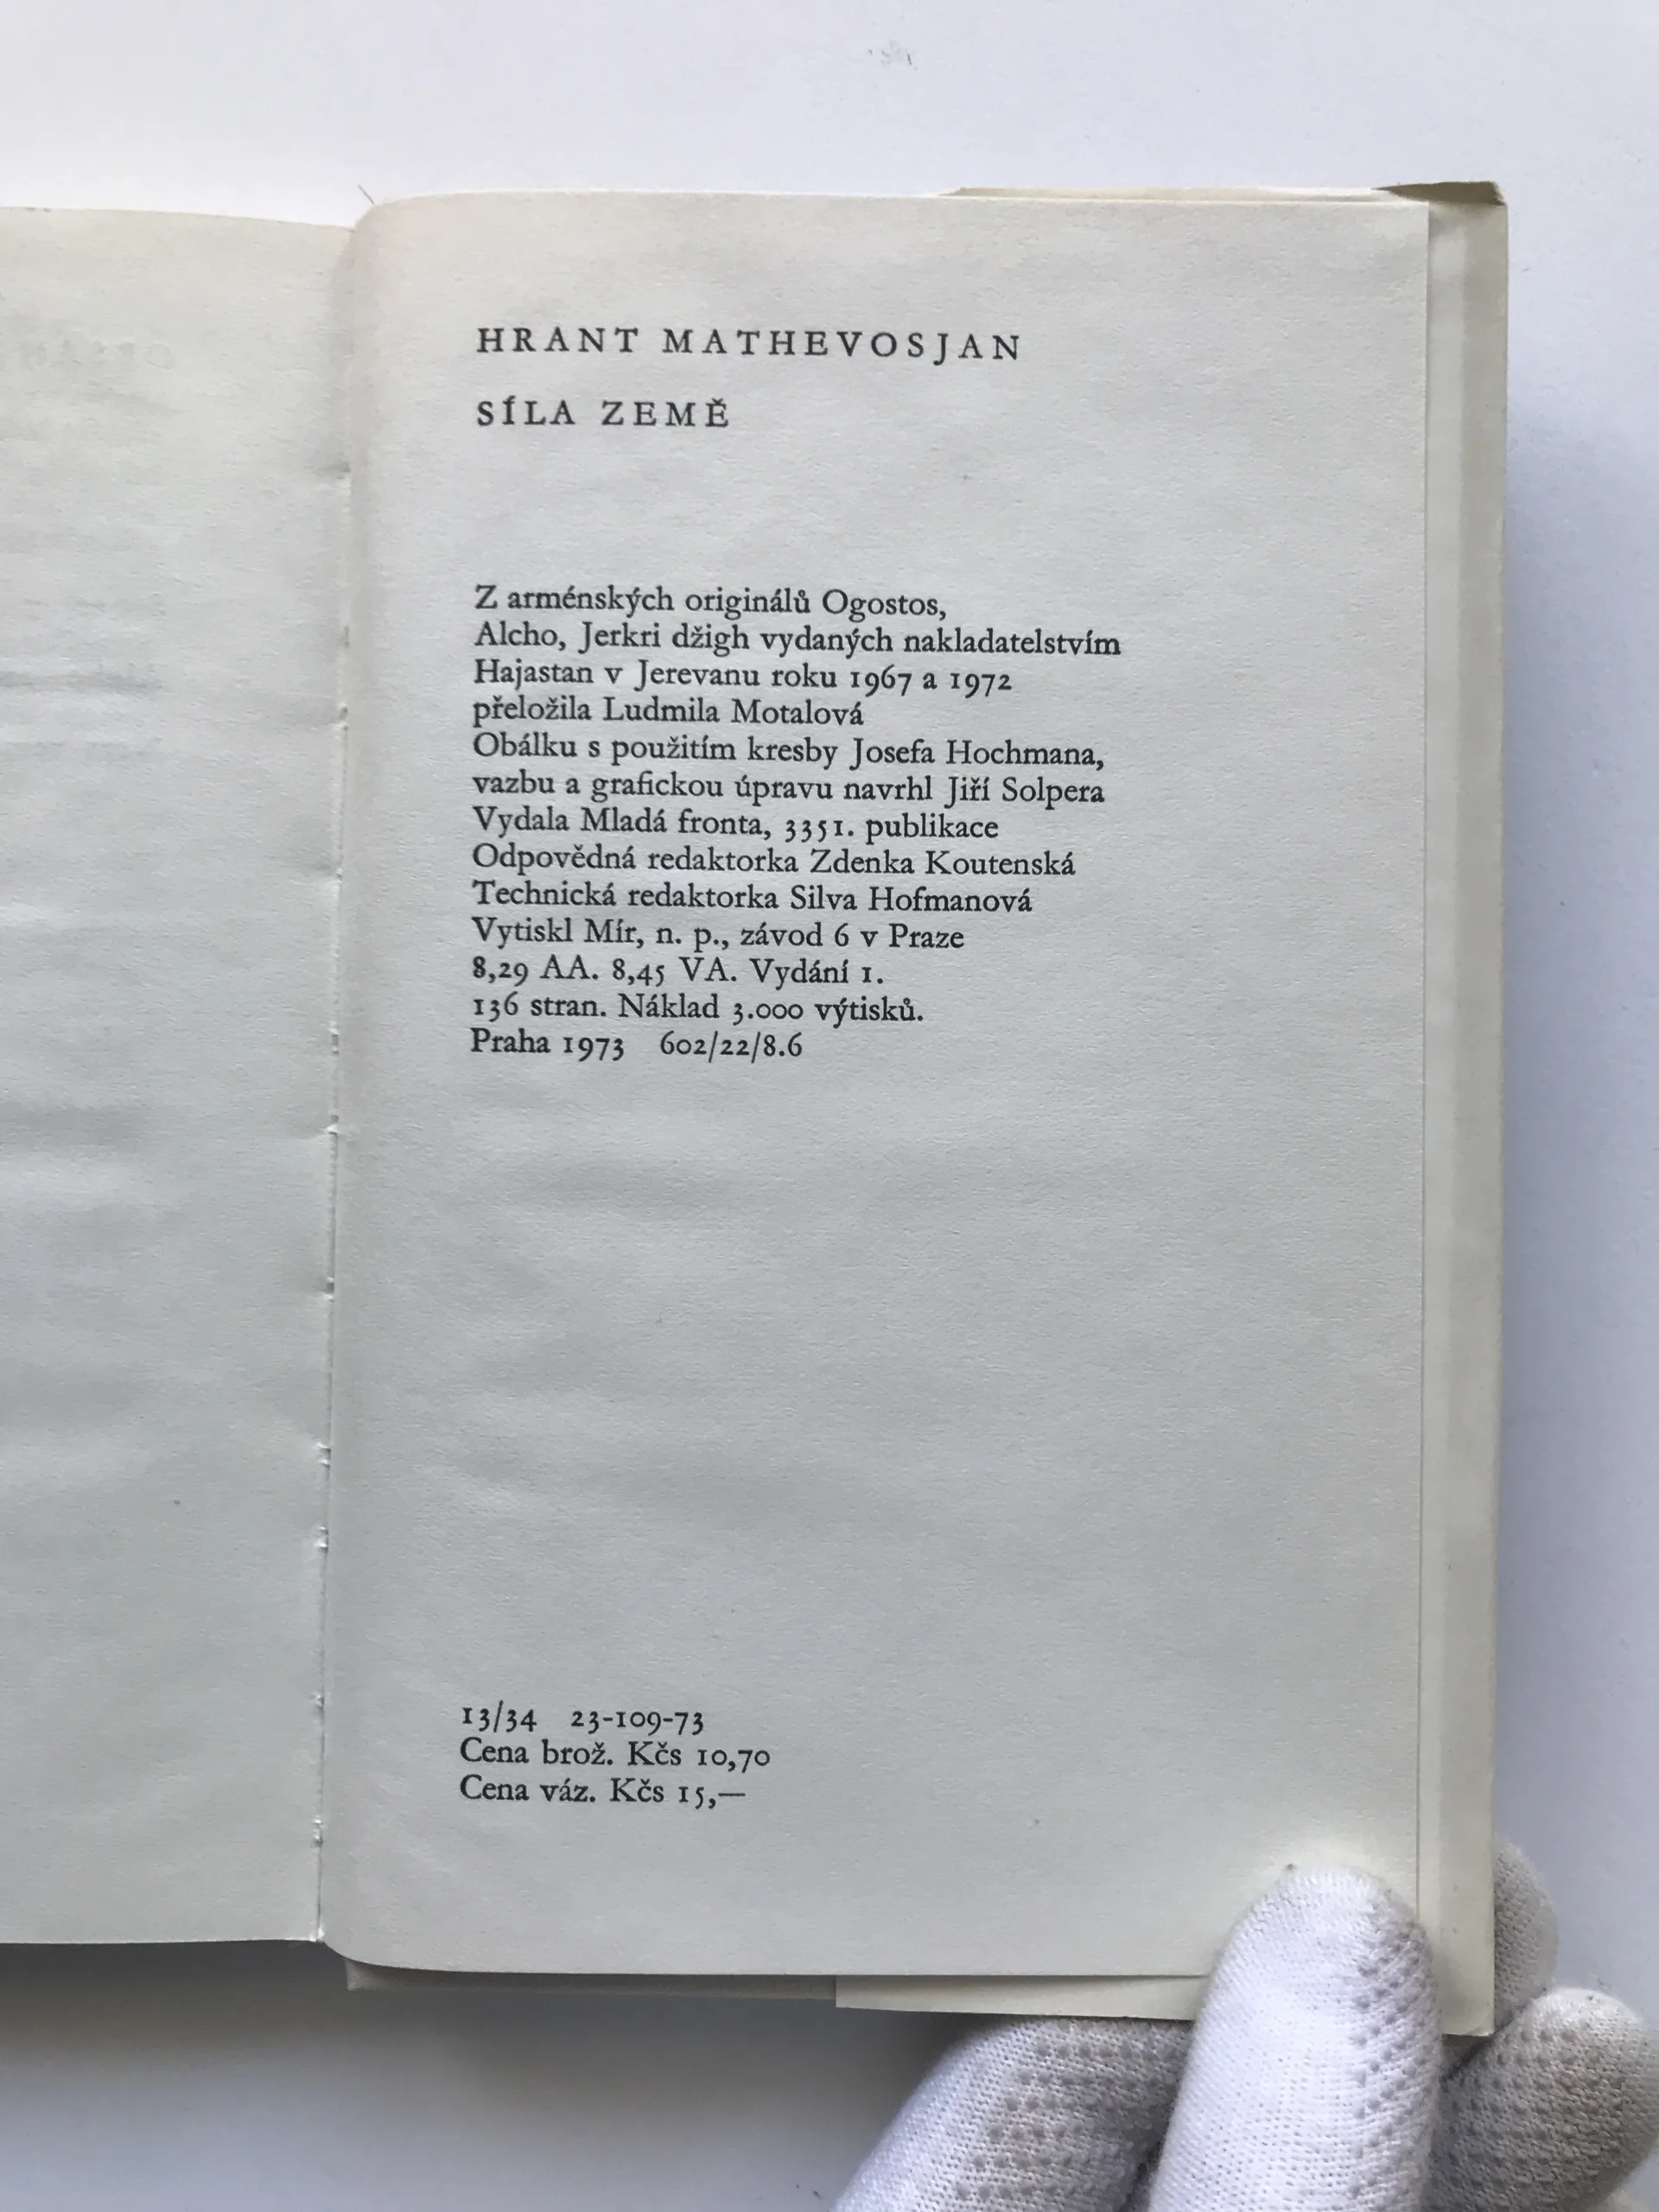 HRANT MATHEVOSJAN
SÍLA ZEMĚ
Z arménských originálů Ogostos,
Alcho, Jerkri džigh vydaných nakladatelstvím
Hajastan v Jerevanu roku 1967 a 1972
přeložila Ludmila Motalová
Obálku s použitím kresby Josefa Hochmana,
vazbu a grafickou úpravu navrhl Jiří Solpera
Vydala Mladá fronta, 3351. publikace
Odpovědná redaktorka Zdenka Koutenská
Technická redaktorka Silva Hofmanová
Vytiskl Mír, n. p., závod 6 v Praze
8,29 AA. 8,45 VA. Vydání 1.
136 stran. Náklad 3.000 výtisků.
Praha 1973 602/22/8.6
13/34 23-109-73
Cena brož. Kčs 10,70
Cena váz. Kčs 15,—